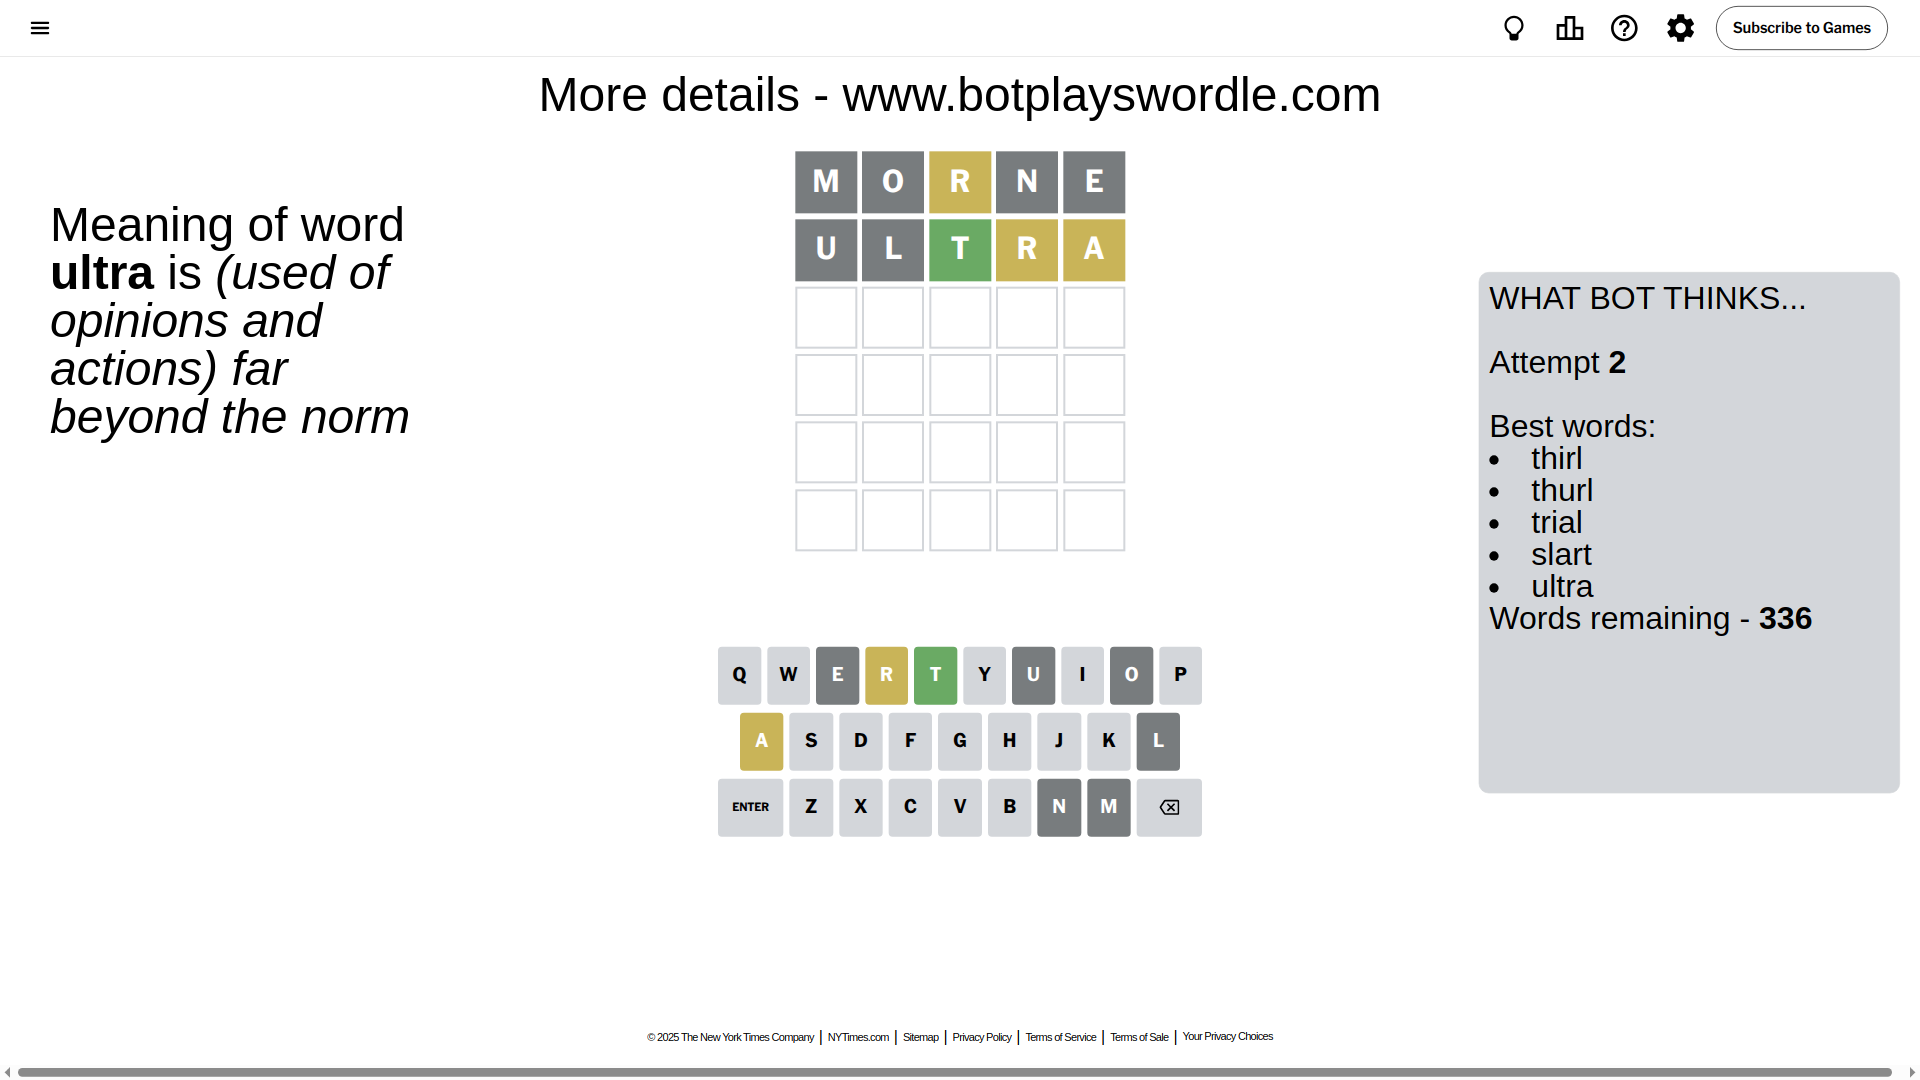 Subscribe to Games
More details - www.botplayswordle.com
Meaning of word
ultra is (used of
opinions and
actions) far
beyond the norm
M O R N E
U L T R A
WHAT BOT THINKS...
Attempt 2
Best words:
• thirl
• thurl
• trial
• slart
• ultra
Words remaining - 336
Q W E R T Y U I O P
A S D F G H J K L
ENTER Z X C V B N M
© 2025 The New York Times Company | NYTimes.com | Sitemap | Privacy Policy | Terms of Service | Terms of Sale | Your Privacy Choices